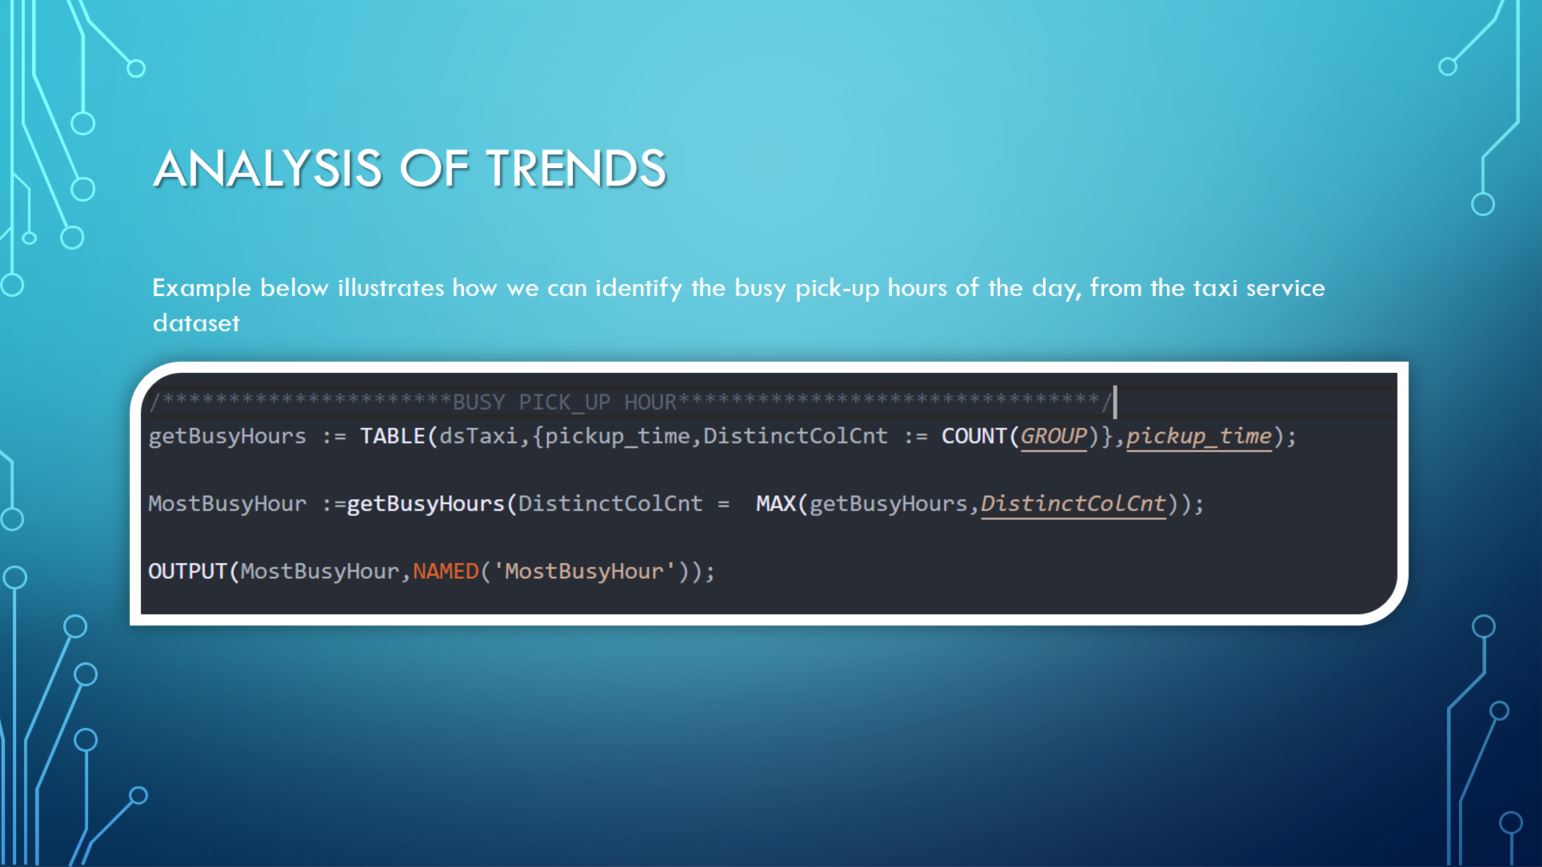 ANALYSIS OF TRENDS
Example below illustrates how we can identify the busy pick-up hours of the day, from the taxi service
dataset
/**********************BUSY PICK_UP HOUR********************************/
getBusyHours := TABLE(dsTaxi,{pickup_time,DistinctColCnt := COUNT(GROUP)},pickup_time);
MostBusyHour :=getBusyHours(DistinctColCnt =  MAX(getBusyHours,DistinctColCnt));
OUTPUT(MostBusyHour,NAMED('MostBusyHour'));